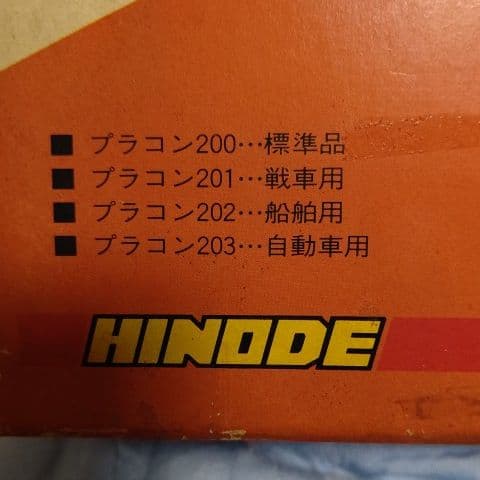 ■ プラコン200…標準品
■ プラコン201…戦車用
■ プラコン202…船舶用
■ プラコン203…自動車用
HINODE